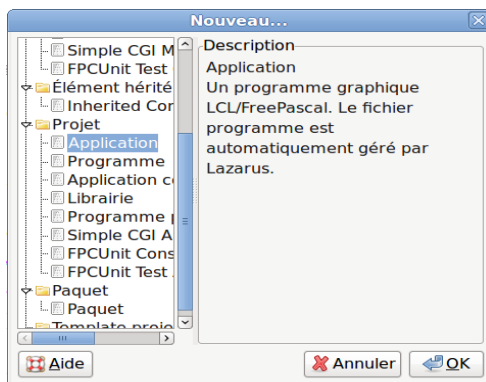 Nouveau...
Simple CGI M
FPCUnit Test
Élément hérité
Inherited Cor
Projet
Application
Programme
Application c
Librairie
Programme
Simple CGI A
FPCUnit Cons
FPCUnit Test
Paquet
Paquet
Template proje
Description
Application
Un programme graphique
LCL/FreePascal. Le fichier
programme est
automatiquement géré par
Lazarus.
Aide
Annuler
OK